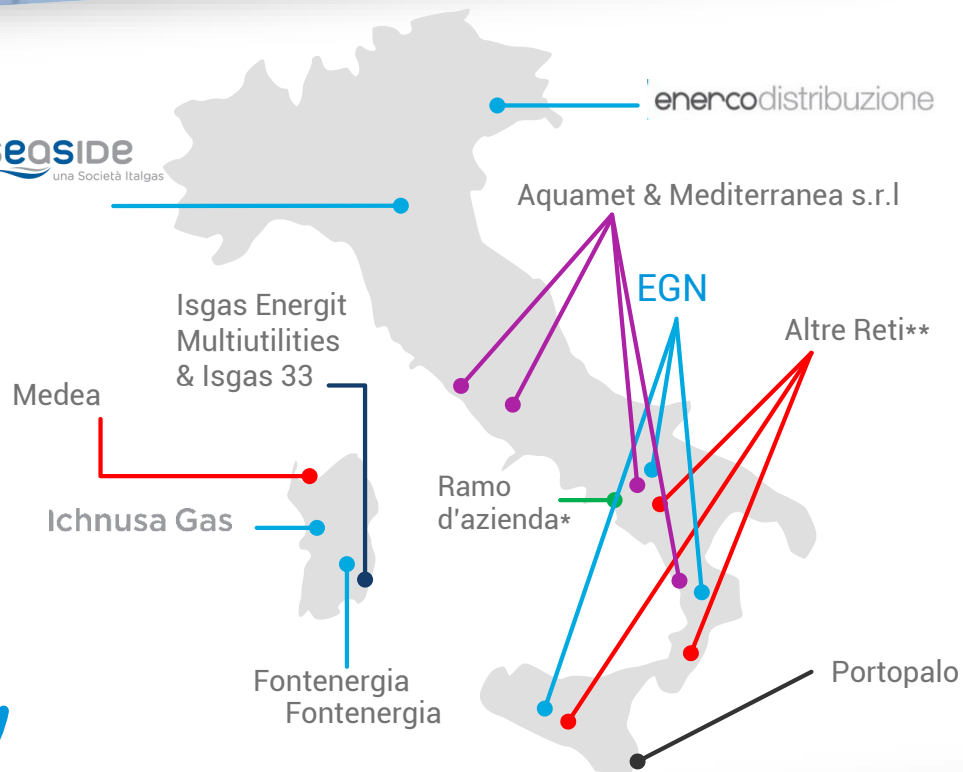 enercodistribuzione
seaside
una Società Italgas
Aquamet & Mediterranea s.r.l
EGN
Altre Reti**
Isgas Energit
Multiutilities
& Isgas 33
Medea
Ramo
d'azienda*
Ichnusa Gas
Fontenergia
Fontenergia
Portopalo